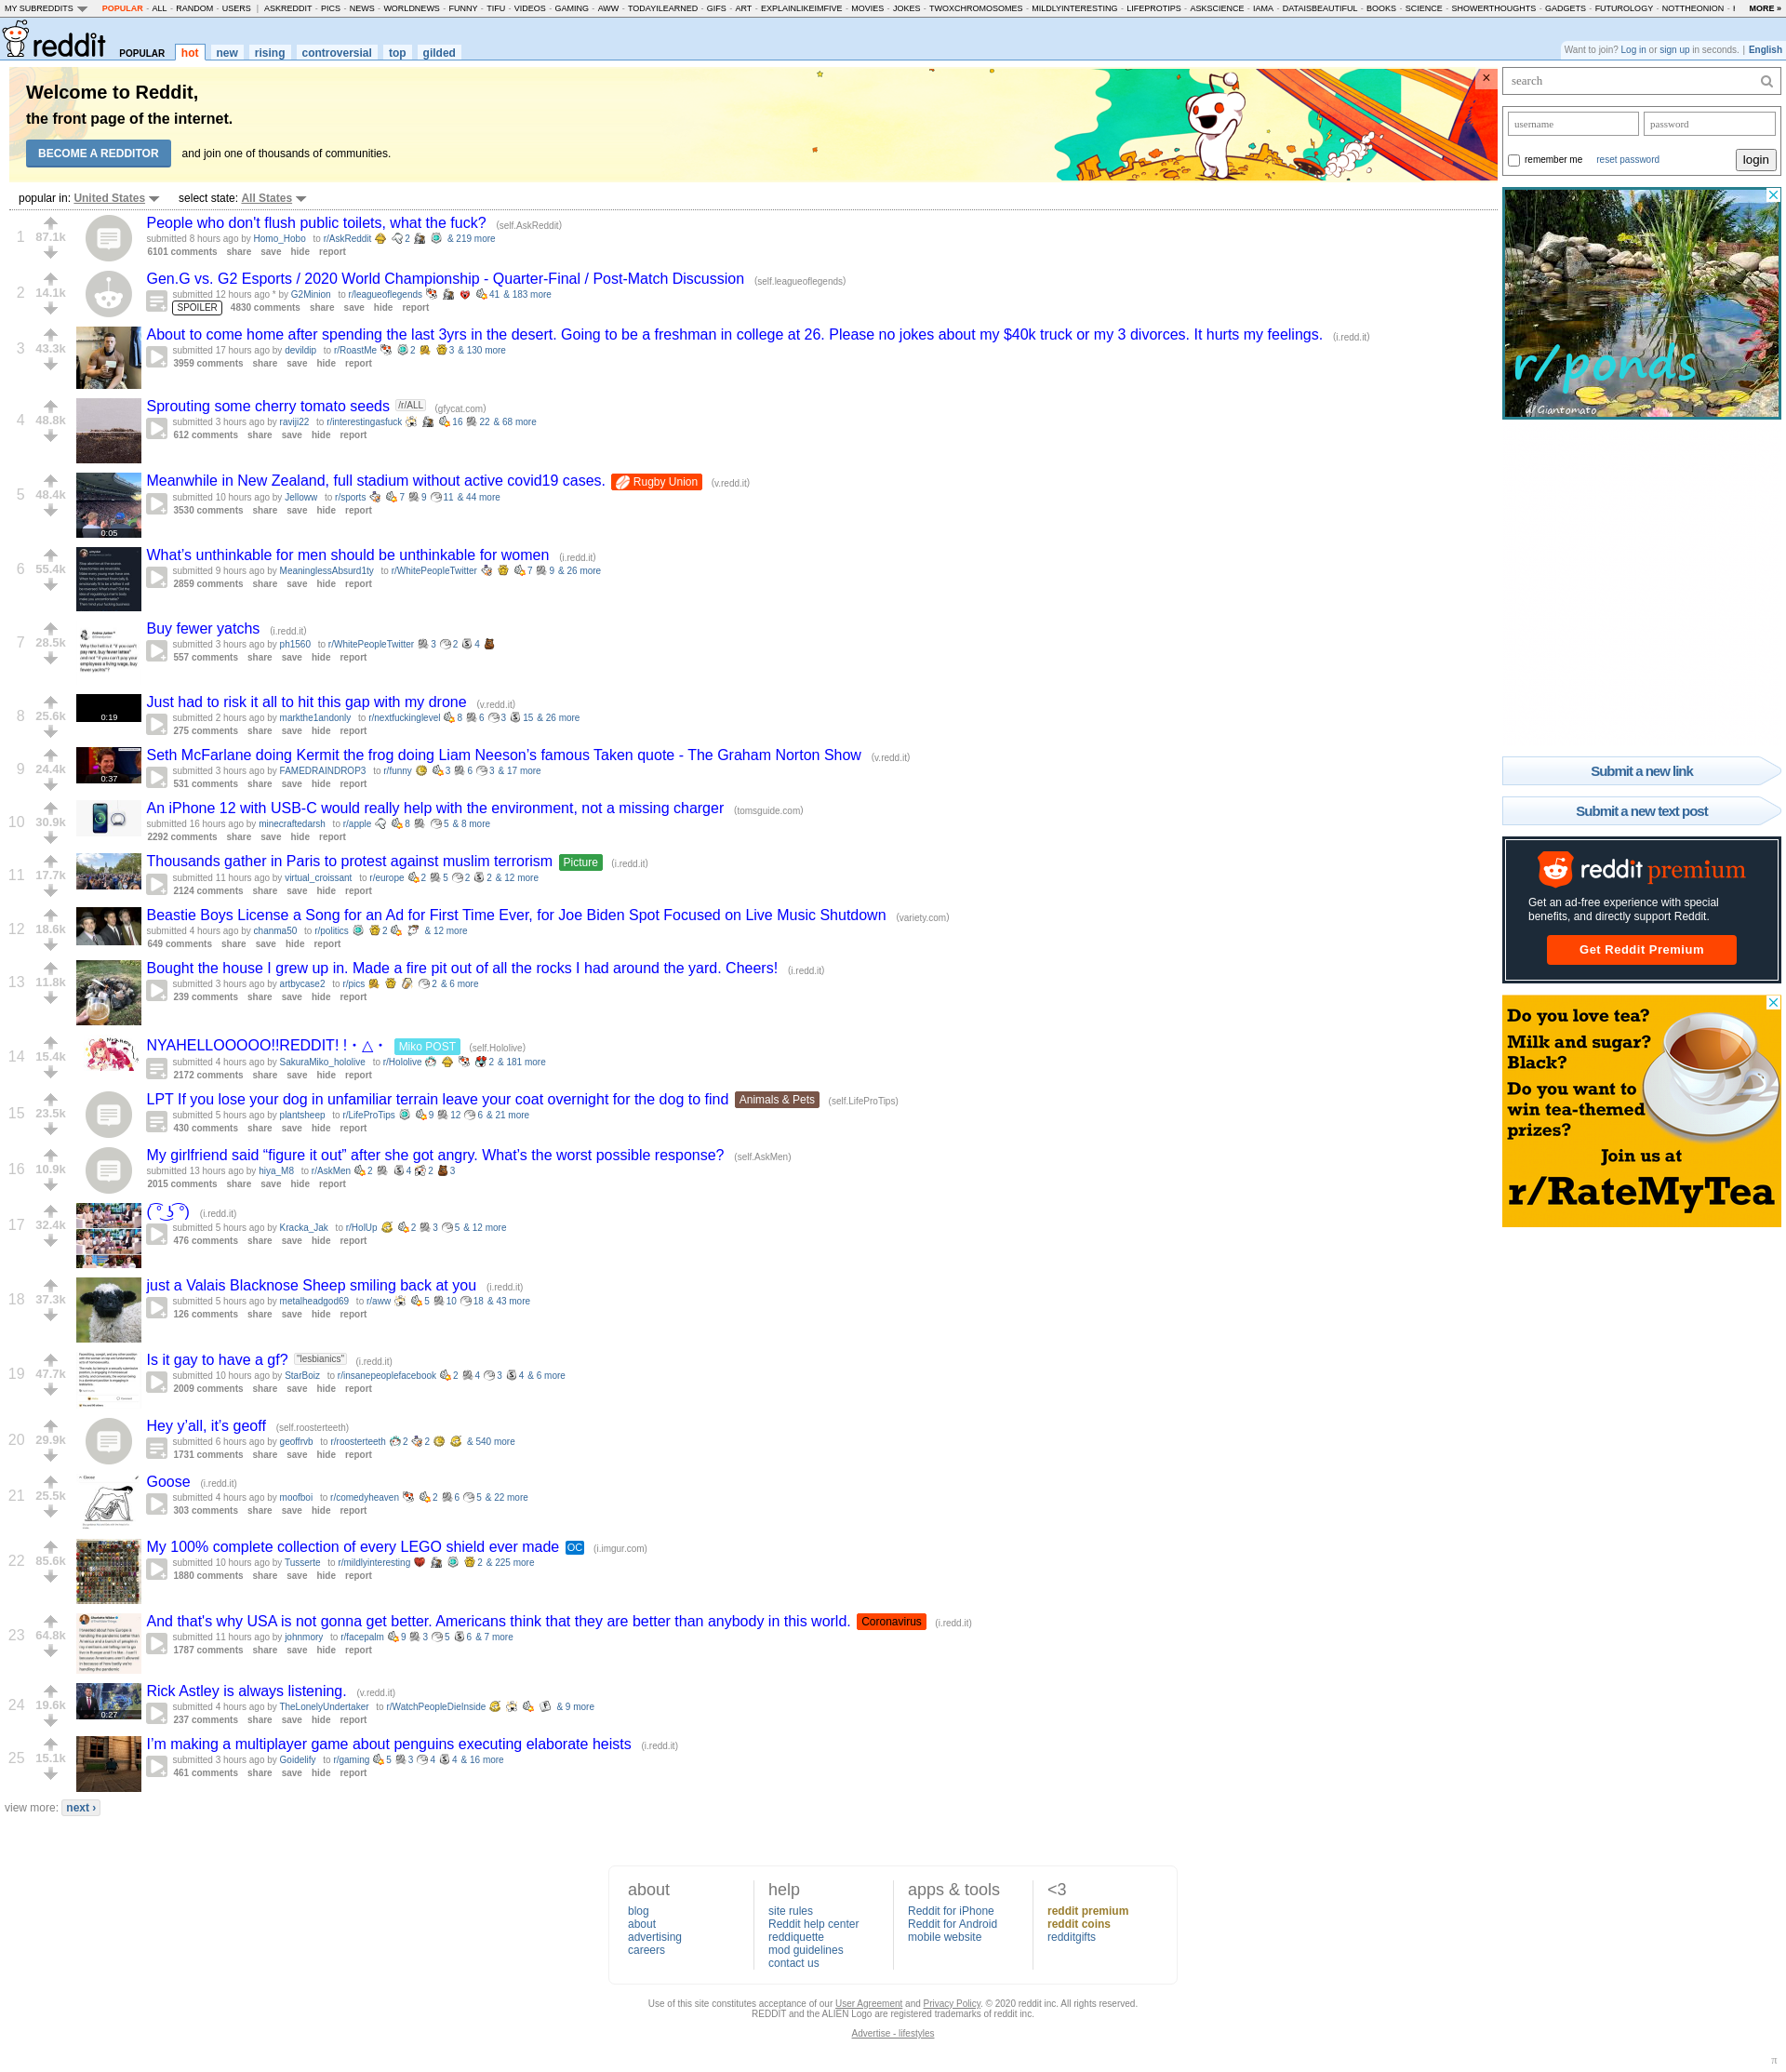 MY SUBREDDITS POPULAR - ALL - RANDOM - USERS | ASKREDDIT - PICS - NEWS - WORLDNEWS - FUNNY - TIFU - VIDEOS - GAMING - AWW - TODAYILEARNED - GIFS - ART - EXPLAINLIKEIMFIVE - MOVIES - JOKES - TWOXCHROMOSOMES - MILDLYINTERESTING - LIFEPROTIPS - ASKSCIENCE - IAMA - DATAISBEAUTIFUL - BOOKS - SCIENCE - SHOWERTHOUGHTS - GADGETS - FUTUROLOGY - NOTTHEONION - MORE »
reddit POPULAR hot new rising controversial top gilded
Want to join? Log in or sign up in seconds. | English
Welcome to Reddit,
the front page of the internet.
BECOME A REDDITOR and join one of thousands of communities.
×
search
username password
remember me reset password login
popular in: United States select state: All States
1 87.1k People who don't flush public toilets, what the fuck? (self.AskReddit)
submitted 8 hours ago by Homo_Hobo to r/AskReddit 2 & 219 more
6101 comments share save hide report
2 14.1k Gen.G vs. G2 Esports / 2020 World Championship - Quarter-Final / Post-Match Discussion (self.leagueoflegends)
submitted 12 hours ago * by G2Minion to r/leagueoflegends 41 & 183 more
SPOILER 4830 comments share save hide report
3 43.3k About to come home after spending the last 3yrs in the desert. Going to be a freshman in college at 26. Please no jokes about my $40k truck or my 3 divorces. It hurts my feelings. (i.redd.it)
submitted 17 hours ago by devildip to r/RoastMe 2 3 & 130 more
3959 comments share save hide report
4 48.8k Sprouting some cherry tomato seeds /r/ALL (gfycat.com)
submitted 3 hours ago by raviji22 to r/interestingasfuck 16 22 & 68 more
612 comments share save hide report
5 48.4k Meanwhile in New Zealand, full stadium without active covid19 cases. Rugby Union (v.redd.it)
submitted 10 hours ago by Jelloww to r/sports 7 9 11 & 44 more
3530 comments share save hide report
0:05
6 55.4k What's unthinkable for men should be unthinkable for women (i.redd.it)
submitted 9 hours ago by MeaninglessAbsurd1ty to r/WhitePeopleTwitter 7 9 & 26 more
2859 comments share save hide report
7 28.5k Buy fewer yatchs (i.redd.it)
submitted 3 hours ago by ph1560 to r/WhitePeopleTwitter 3 2 4
557 comments share save hide report
Why the hell is it "if you can't
pay rent, buy fewer lattes"
and not "if you can't pay your
employees a living wage, buy
fewer yachts"?
8 25.6k Just had to risk it all to hit this gap with my drone (v.redd.it)
submitted 2 hours ago by markthe1andonly to r/nextfuckinglevel 8 6 3 15 & 26 more
275 comments share save hide report
0:19
9 24.4k Seth McFarlane doing Kermit the frog doing Liam Neeson's famous Taken quote - The Graham Norton Show (v.redd.it)
submitted 3 hours ago by FAMEDRAINDROP3 to r/funny 3 6 3 & 17 more
531 comments share save hide report
0:37
10 30.9k An iPhone 12 with USB-C would really help with the environment, not a missing charger (tomsguide.com)
submitted 16 hours ago by minecraftedarsh to r/apple 8 5 & 8 more
2292 comments share save hide report
11 17.7k Thousands gather in Paris to protest against muslim terrorism Picture (i.redd.it)
submitted 11 hours ago by virtual_croissant to r/europe 2 5 2 2 & 12 more
2124 comments share save hide report
12 18.6k Beastie Boys License a Song for an Ad for First Time Ever, for Joe Biden Spot Focused on Live Music Shutdown (variety.com)
submitted 4 hours ago by chanma50 to r/politics 2 & 12 more
649 comments share save hide report
13 11.8k Bought the house I grew up in. Made a fire pit out of all the rocks I had around the yard. Cheers! (i.redd.it)
submitted 3 hours ago by artbycase2 to r/pics 2 & 6 more
239 comments share save hide report
14 15.4k NYAHELLOOOOO!!REDDIT! !・△・ Miko POST (self.Hololive)
submitted 4 hours ago by SakuraMiko_hololive to r/Hololive 2 & 181 more
2172 comments share save hide report
15 23.5k LPT If you lose your dog in unfamiliar terrain leave your coat overnight for the dog to find Animals & Pets (self.LifeProTips)
submitted 5 hours ago by plantsheep to r/LifeProTips 9 12 6 & 21 more
430 comments share save hide report
16 10.9k My girlfriend said “figure it out” after she got angry. What's the worst possible response? (self.AskMen)
submitted 13 hours ago by hiya_M8 to r/AskMen 2 4 2 3
2015 comments share save hide report
17 32.4k ( ͡° ͜ʖ ͡°) (i.redd.it)
submitted 5 hours ago by Kracka_Jak to r/HolUp 2 3 5 & 12 more
476 comments share save hide report
18 37.3k just a Valais Blacknose Sheep smiling back at you (i.redd.it)
submitted 5 hours ago by metalheadgod69 to r/aww 5 10 18 & 43 more
126 comments share save hide report
19 47.7k Is it gay to have a gf? "lesbianics" (i.redd.it)
submitted 10 hours ago by StarBoiz to r/insanepeoplefacebook 2 4 3 4 & 6 more
2009 comments share save hide report
20 29.9k Hey y'all, it's geoff (self.roosterteeth)
submitted 6 hours ago by geoffrvb to r/roosterteeth 2 2 & 540 more
1731 comments share save hide report
21 25.5k Goose (i.redd.it)
submitted 4 hours ago by moofboi to r/comedyheaven 2 6 5 & 22 more
303 comments share save hide report
22 85.6k My 100% complete collection of every LEGO shield ever made OC (i.imgur.com)
submitted 10 hours ago by Tusserte to r/mildlyinteresting 2 & 225 more
1880 comments share save hide report
23 64.8k And that's why USA is not gonna get better. Americans think that they are better than anybody in this world. Coronavirus (i.redd.it)
submitted 11 hours ago by johnmory to r/facepalm 9 3 5 6 & 7 more
1787 comments share save hide report
24 19.6k Rick Astley is always listening. (v.redd.it)
submitted 4 hours ago by TheLonelyUndertaker to r/WatchPeopleDieInside & 9 more
237 comments share save hide report
0:27
25 15.1k I'm making a multiplayer game about penguins executing elaborate heists (i.redd.it)
submitted 3 hours ago by Goidelify to r/gaming 5 3 4 4 & 16 more
461 comments share save hide report
view more: next ›
r/ponds
u/Giantomato
Submit a new link
Submit a new text post
reddit premium
Get an ad-free experience with special
benefits, and directly support Reddit.
Get Reddit Premium
Do you love tea?
Milk and sugar?
Black?
Do you want to
win tea-themed
prizes?
Join us at
r/RateMyTea
about
blog
about
advertising
careers
help
site rules
Reddit help center
reddiquette
mod guidelines
contact us
apps & tools
Reddit for iPhone
Reddit for Android
mobile website
<3
reddit premium
reddit coins
redditgifts
Use of this site constitutes acceptance of our User Agreement and Privacy Policy. © 2020 reddit inc. All rights reserved.
REDDIT and the ALIEN Logo are registered trademarks of reddit inc.
Advertise - lifestyles
π